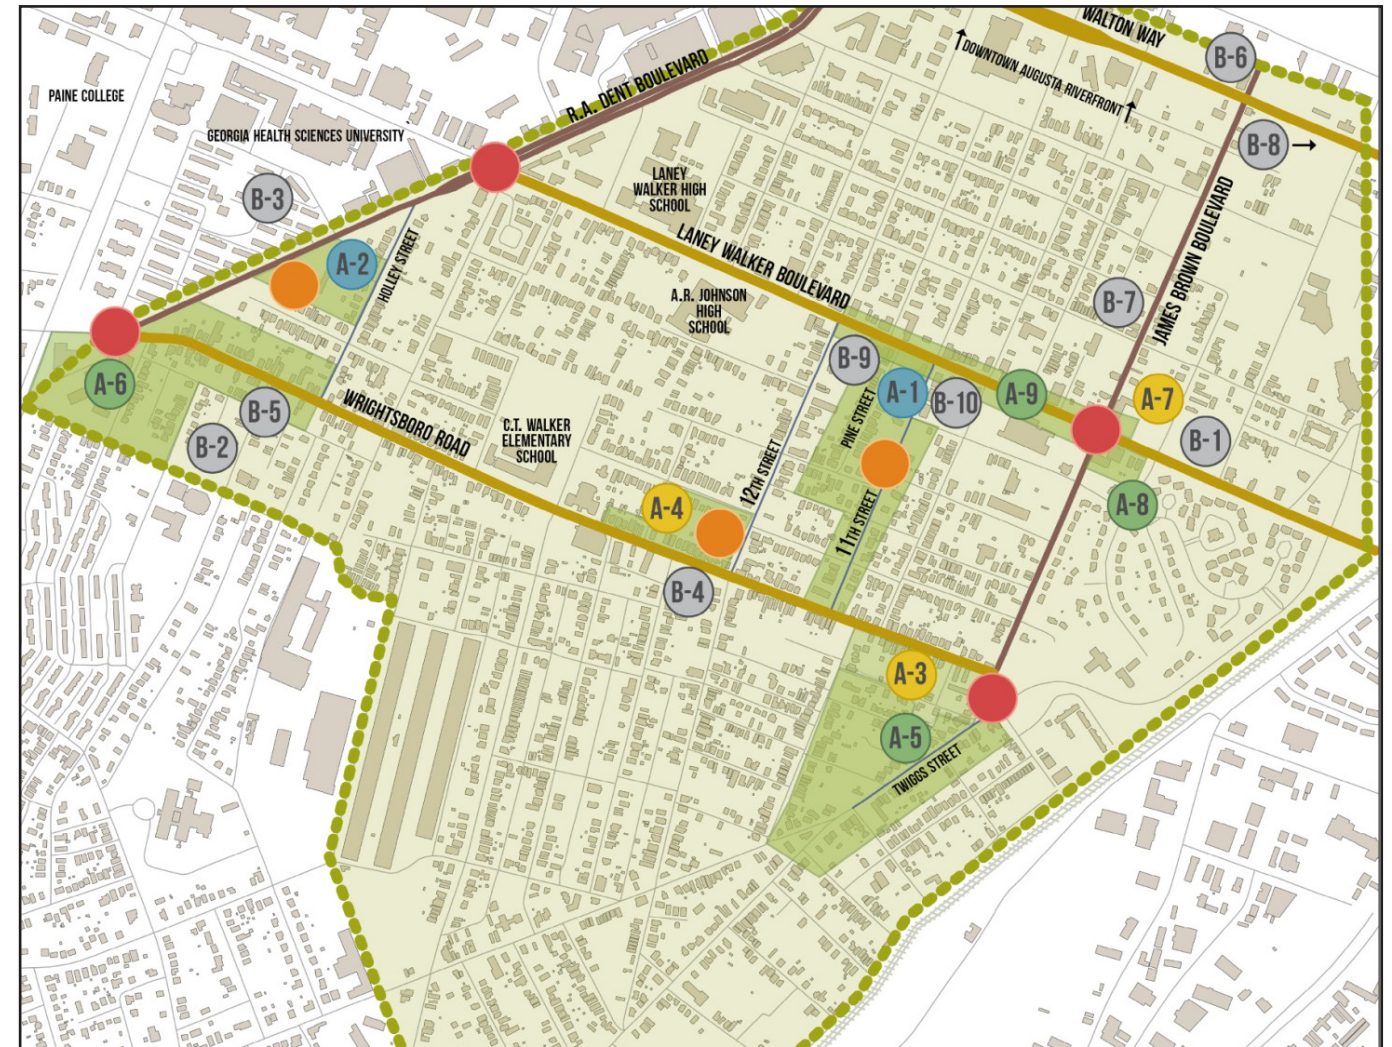 WALTON WAY
B-6
↑DOWNTOWN AUGUSTA RIVERFRONT↑
R.A. DENT BOULEVARD
PAINE COLLEGE
GEORGIA HEALTH SCIENCES UNIVERSITY
B-8 →
LANEY
WALKER HIGH
SCHOOL
B-3
HOLLEY STREET
A-2
LANEY WALKER BOULEVARD
JAMES BROWN BOULEVARD
A.R. JOHNSON
HIGH
SCHOOL
B-7
B-9
A-6
A-1
B-10
A-9
A-7
B-5
WRIGHTSBORO ROAD
PINE STREET
B-2
C.T. WALKER
ELEMENTARY
SCHOOL
B-1
12TH STREET
A-4
A-8
11TH STREET
B-4
A-3
A-5
TWIGGS STREET